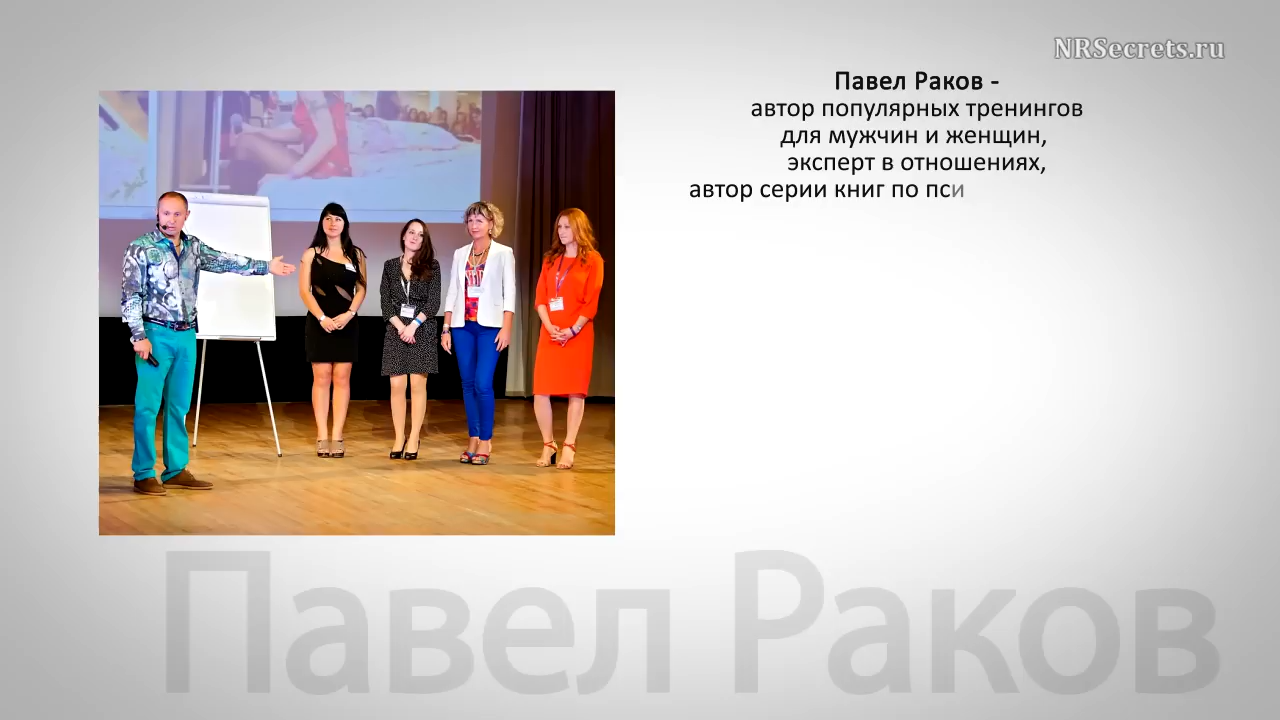 NRSecrets.ru
Павел Раков -
автор популярных тренингов
для мужчин и женщин,
эксперт в отношениях,
автор серии книг по пси
Павел Раков